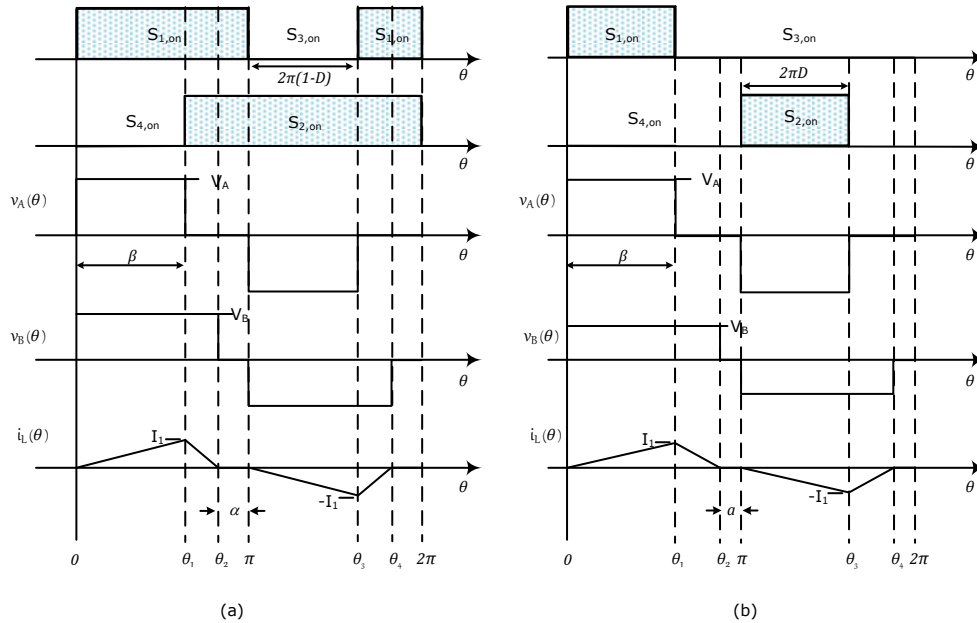 S1,on S3,on S1,on
θ
2π(1-D)
S4,on S2,on
θ
VA
vA(θ)
θ
β
VB
vB(θ)
θ
I1
iL(θ)
θ
-I1
α
0 θ1 θ2 π θ3 θ4 2π
(a)
S1,on S3,on
θ
2πD
S4,on S2,on
θ
VA
vA(θ)
θ
β
VB
vB(θ)
θ
I1
iL(θ)
θ
-I1
a
0 θ1 θ2 π θ3 θ4 2π
(b)